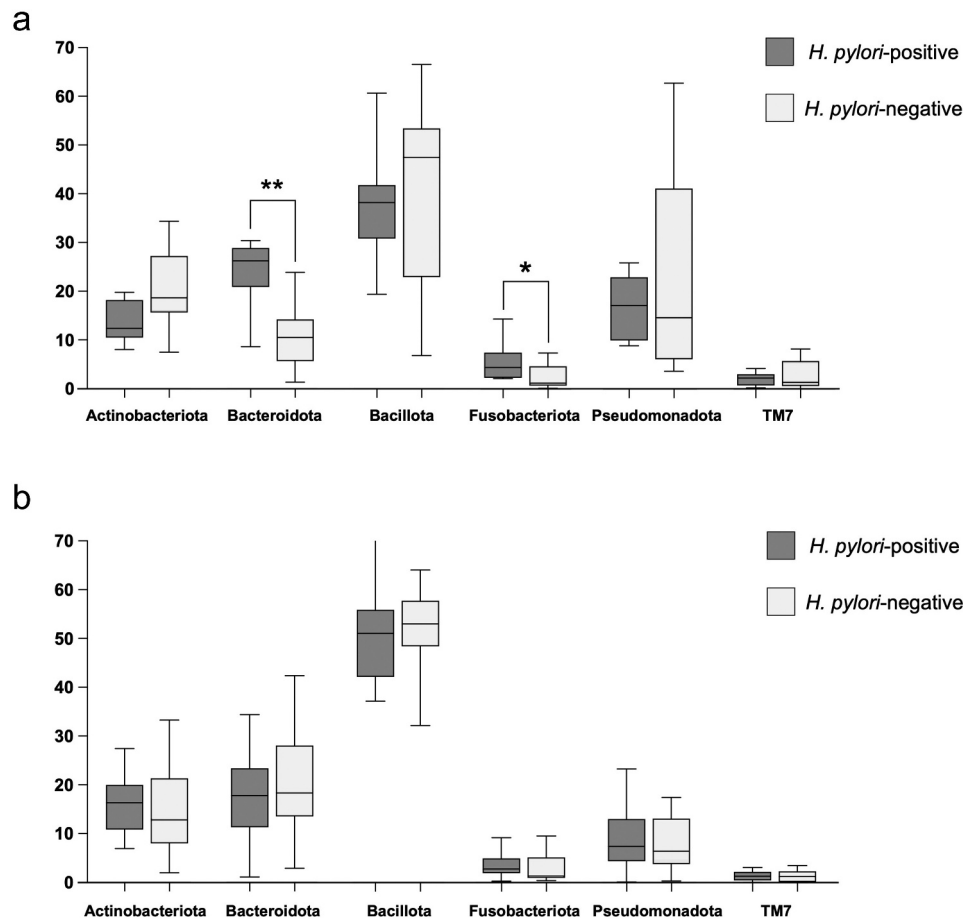 a
70
60
50
40
30
20
10
0
H. pylori-positive
H. pylori-negative
**
*
Actinobacteriota Bacteroidota Bacillota Fusobacteriota Pseudomonadota TM7
b
70
60
50
40
30
20
10
0
H. pylori-positive
H. pylori-negative
Actinobacteriota Bacteroidota Bacillota Fusobacteriota Pseudomonadota TM7